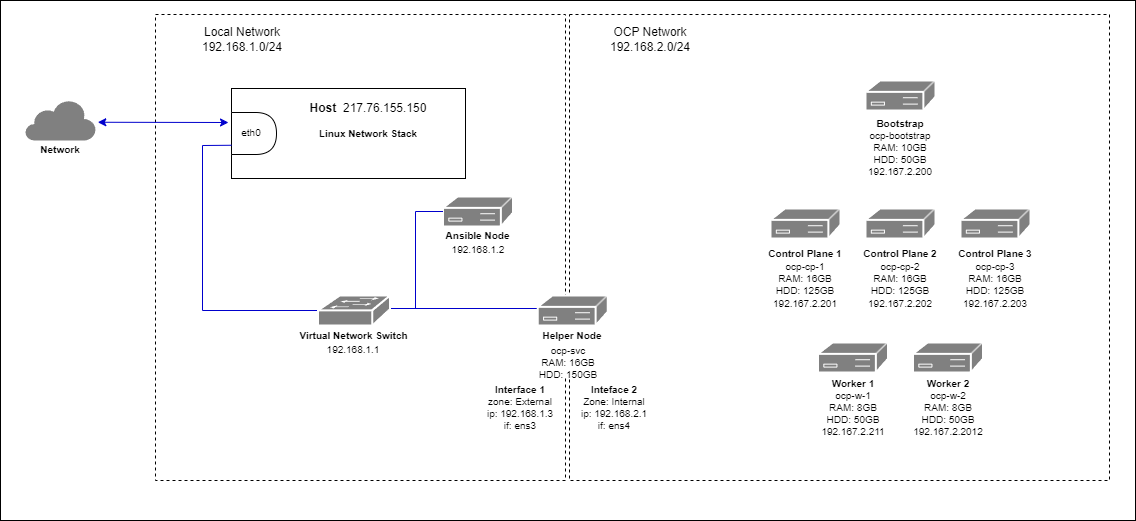 Local Network
192.168.1.0/24
OCP Network
192.168.2.0/24
Host 217.76.155.150
eth0
Linux Network Stack
Network
Bootstrap
ocp-bootstrap
RAM: 10GB
HDD: 50GB
192.167.2.200
Ansible Node
192.168.1.2
Control Plane 1
ocp-cp-1
RAM: 16GB
HDD: 125GB
192.167.2.201
Control Plane 2
ocp-cp-2
RAM: 16GB
HDD: 125GB
192.167.2.202
Control Plane 3
ocp-cp-3
RAM: 16GB
HDD: 125GB
192.167.2.203
Virtual Network Switch
192.168.1.1
Helper Node
ocp-svc
RAM: 16GB
HDD: 150GB
Interface 1
zone: External
ip: 192.168.1.3
if: ens3
Inteface 2
Zone: Internal
ip: 192.168.2.1
if: ens4
Worker 1
ocp-w-1
RAM: 8GB
HDD: 50GB
192.167.2.211
Worker 2
ocp-w-2
RAM: 8GB
HDD: 50GB
192.167.2.2012